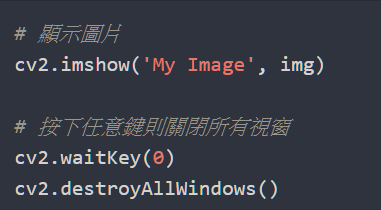 # 顯示圖片
cv2.imshow('My Image', img)
# 按下任意鍵則關閉所有視窗
cv2.waitKey(0)
cv2.destroyAllWindows()